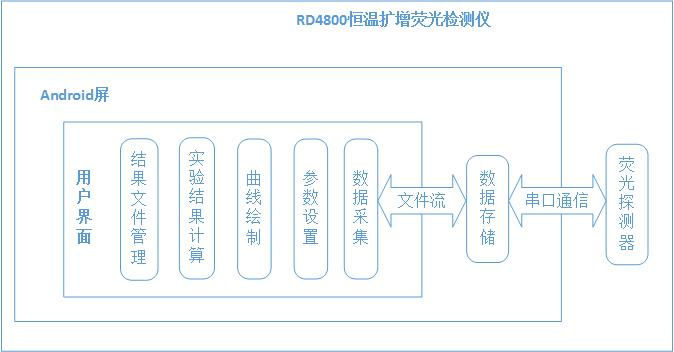 RD4800恒温扩增荧光检测仪
Android屏
用户界面
结果文件管理
实验结果计算
曲线绘制
参数设置
数据采集
文件流
数据存储
串口通信
荧光探测器